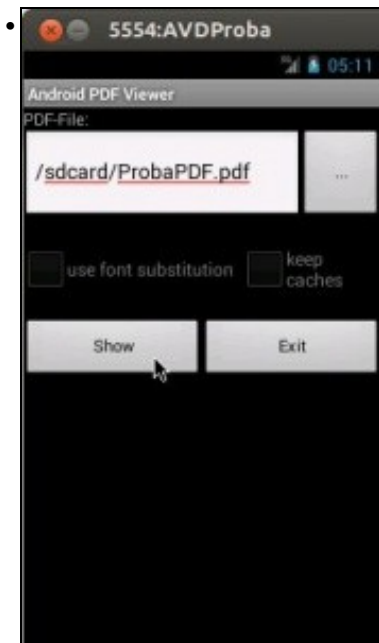 5554:AVDProba
05:11
Android PDF Viewer
PDF-File:
/sdcard/ProbaPDF.pdf
...
use font substitution
keep
caches
Show
Exit